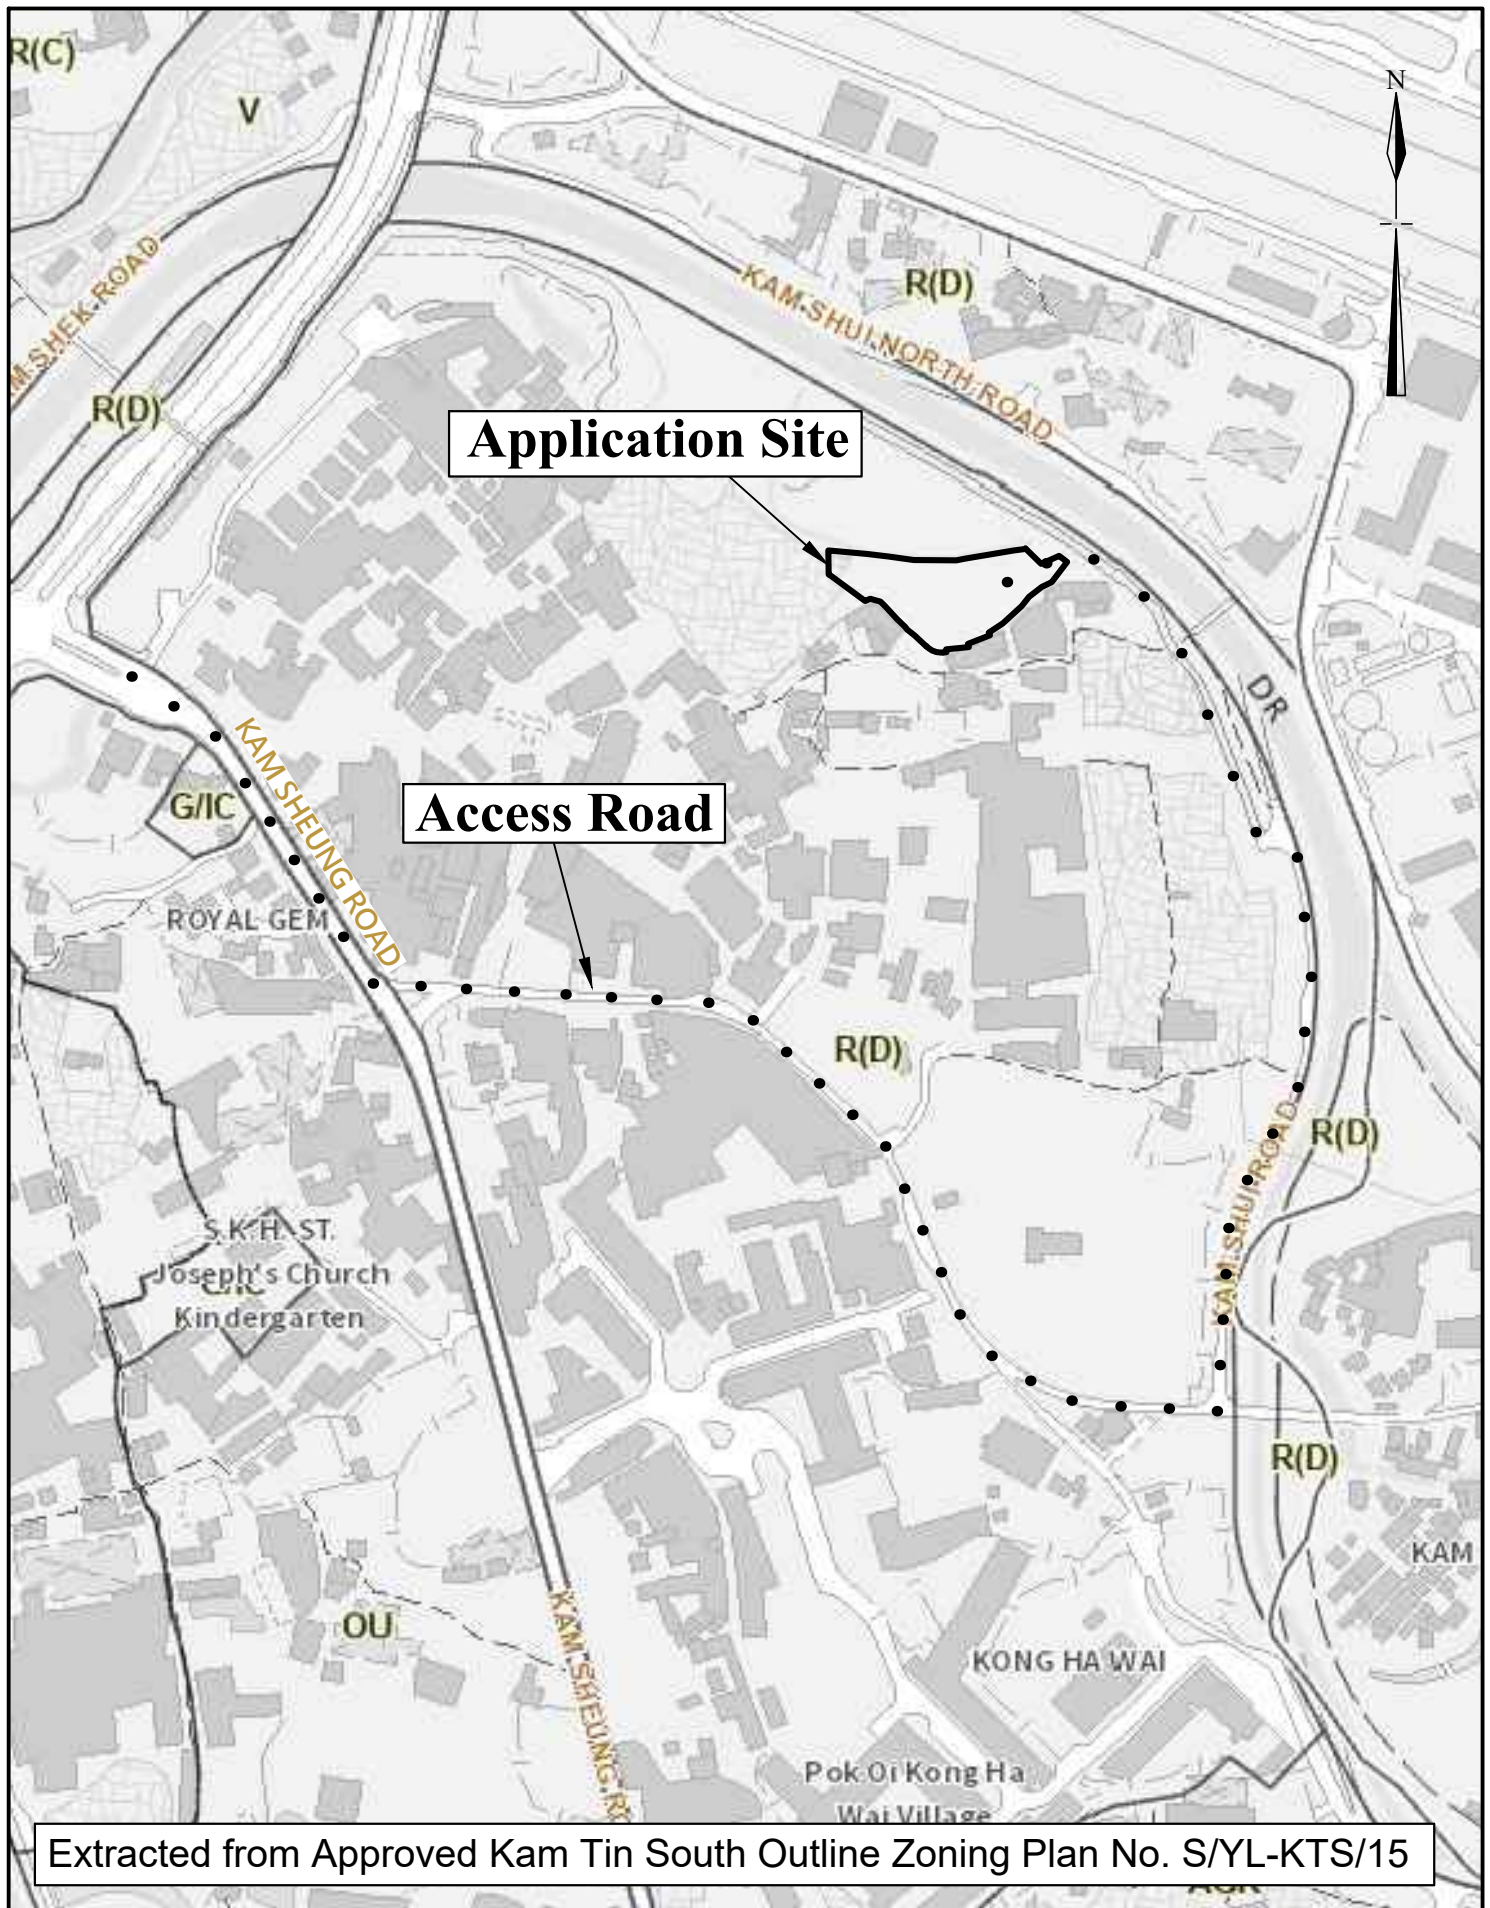 R(C)
V
N
M SHEK ROAD
R(D)
KAM SHUI NORTH ROAD
R(D)
Application Site
DR
KAM SHEUNG ROAD
G/IC
Access Road
ROYAL GEM
R(D)
R(D)
KAM SHUI ROAD
S.K.H. ST.
Joseph's Church
G/IC
Kindergarten
R(D)
KAM
OU
KAM SHEUNG R
KONG HA WAI
Pok Oi Kong Ha
Wai Village
Extracted from Approved Kam Tin South Outline Zoning Plan No. S/YL-KTS/15
AGR